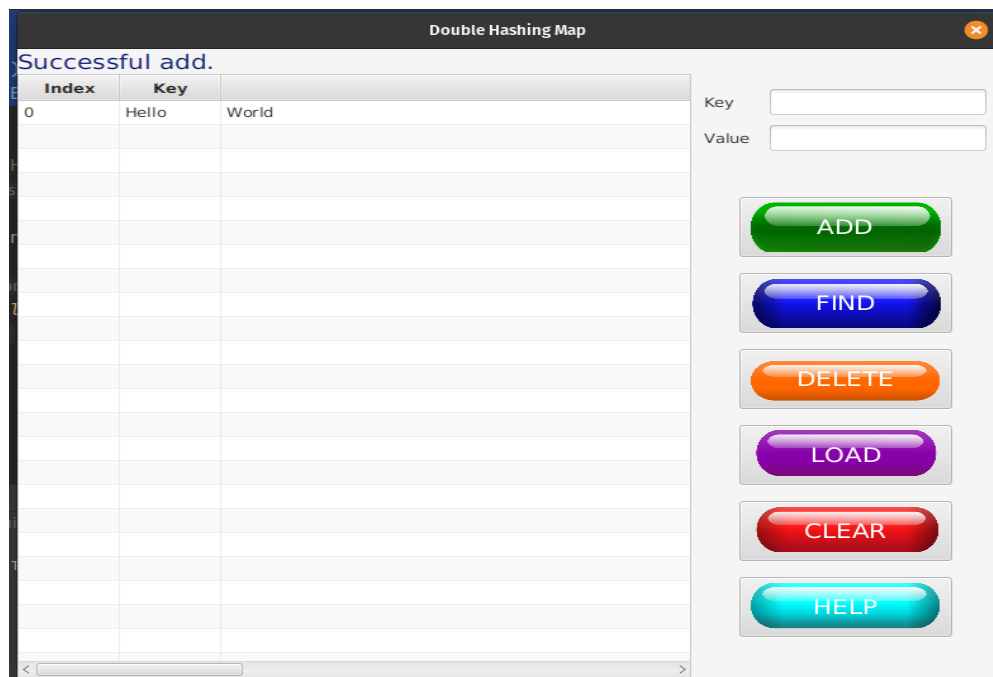 Double Hashing Map
Successful add.
Index Key
0 Hello World
Key
Value
ADD
FIND
DELETE
LOAD
CLEAR
HELP